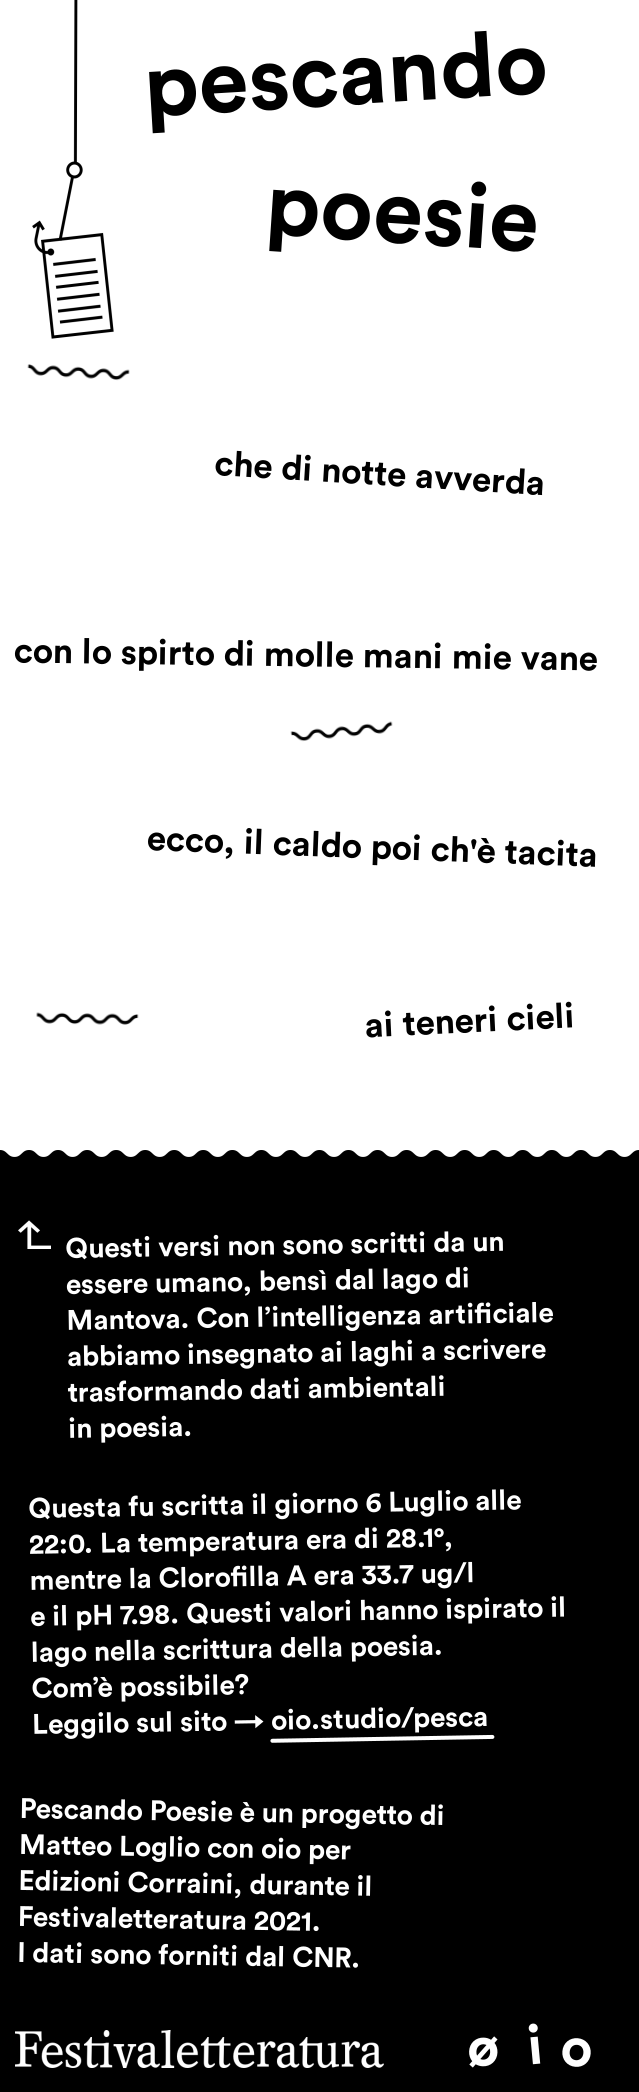 pescando
poesie
che di notte avverda
con lo spirto di molle mani mie vane
ecco, il caldo poi ch'è tacita
ai teneri cieli
Questi versi non sono scritti da un
essere umano, bensì dal lago di
Mantova. Con l’intelligenza artificiale
abbiamo insegnato ai laghi a scrivere
trasformando dati ambientali
in poesia.
Questa fu scritta il giorno 6 Luglio alle
22:0. La temperatura era di 28.1°,
mentre la Clorofilla A era 33.7 ug/l
e il pH 7.98. Questi valori hanno ispirato il
lago nella scrittura della poesia.
Com’è possibile?
Leggilo sul sito → oio.studio/pesca
Pescando Poesie è un progetto di
Matteo Loglio con oio per
Edizioni Corraini, durante il
Festivaletteratura 2021.
I dati sono forniti dal CNR.
Festivaletteratura ø i o